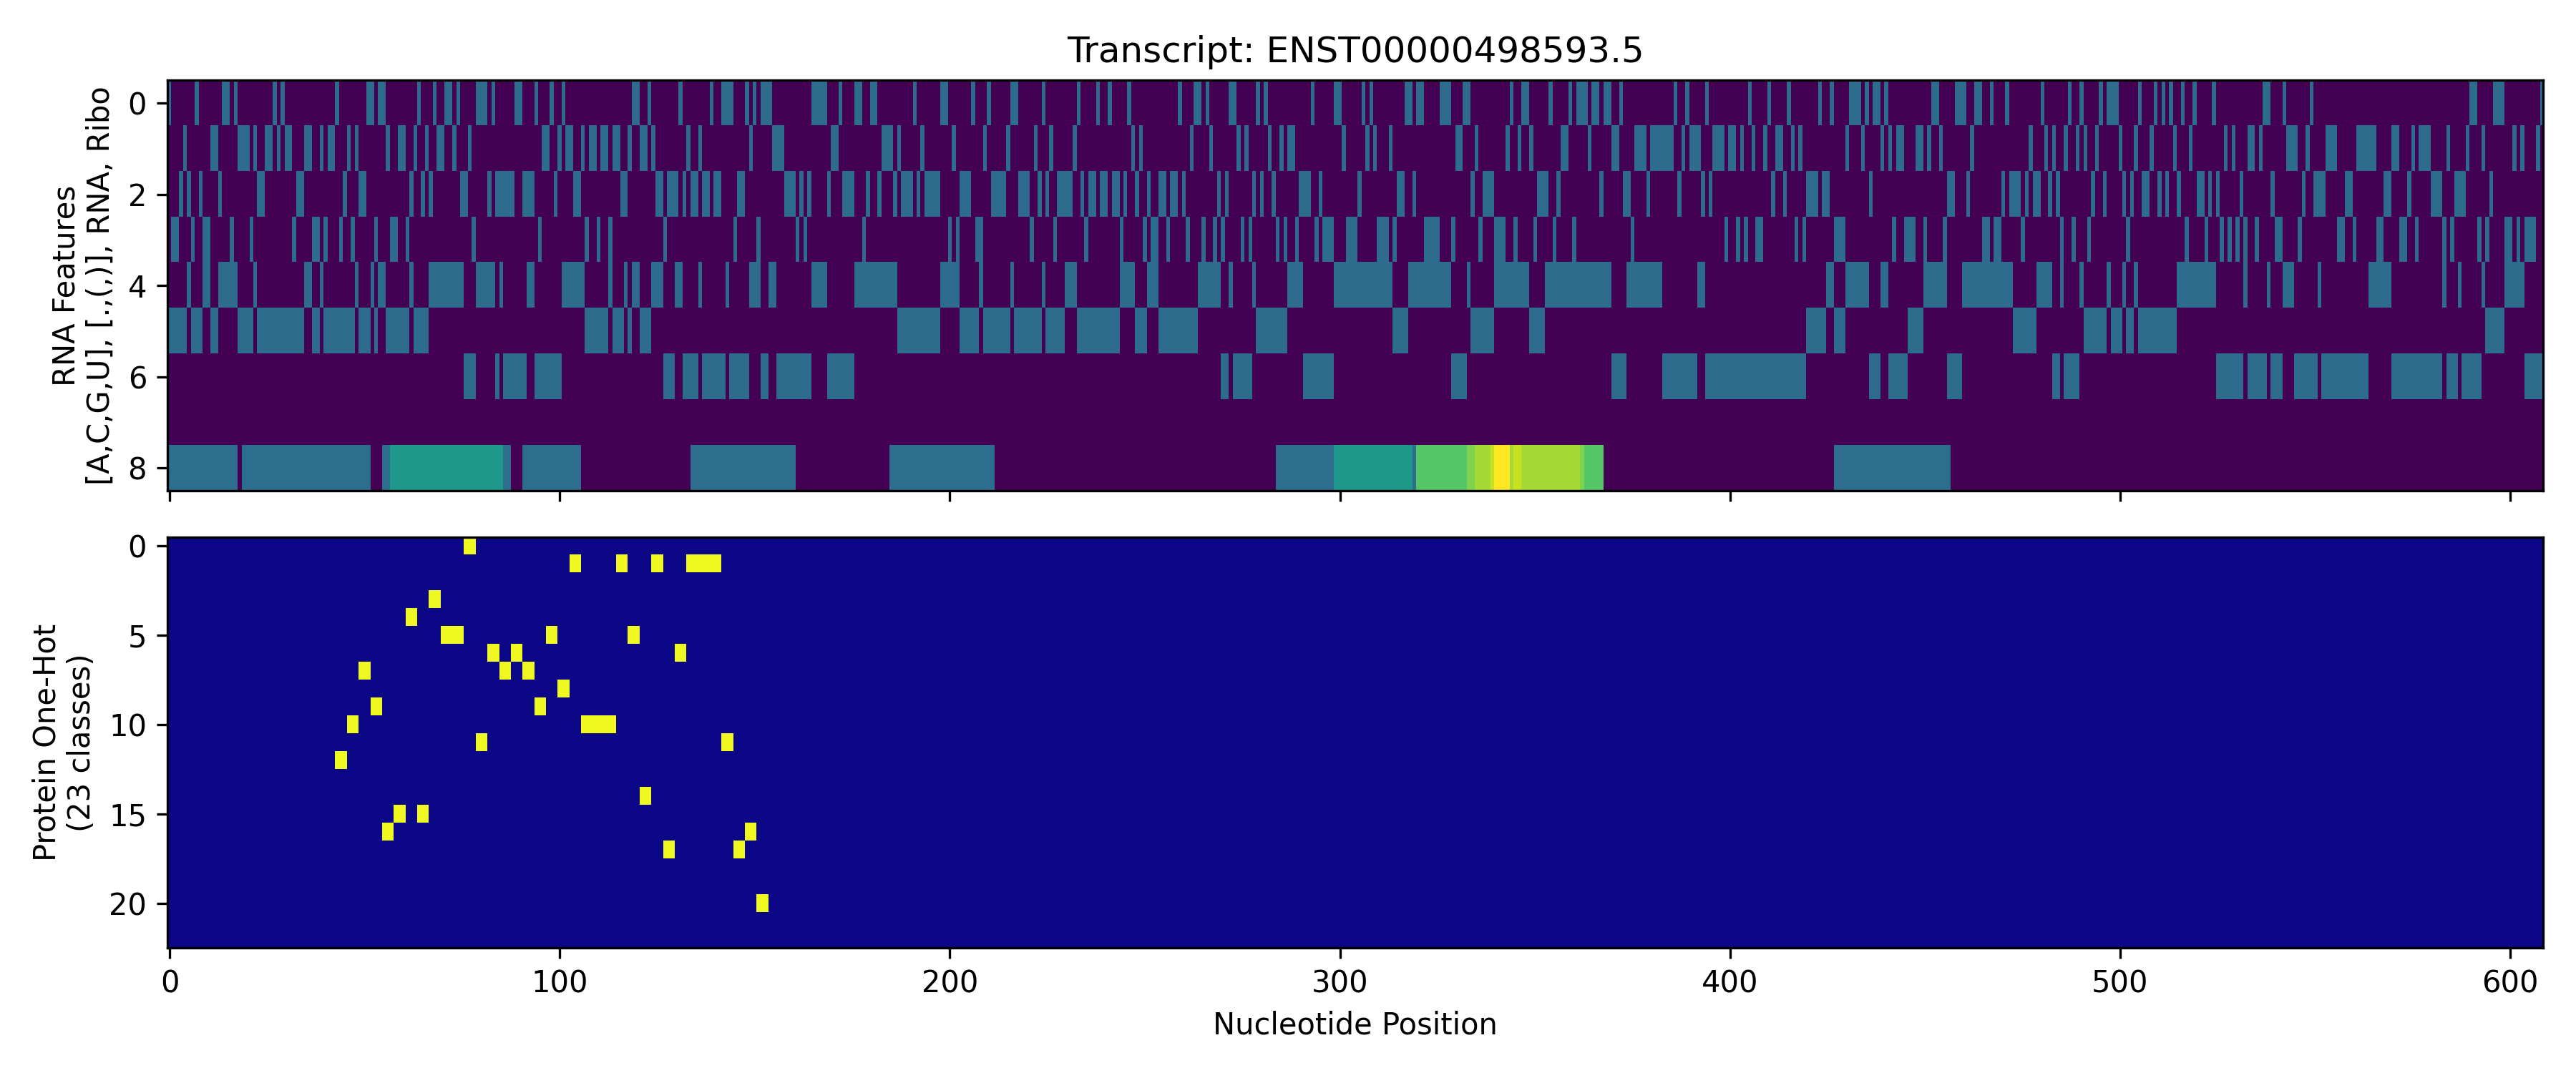 Transcript: ENST00000498593.5
RNA Features
[A,C,G,U], [.,(,)], RNA, Ribo
0
2
4
6
8
Protein One-Hot
(23 classes)
0
5
10
15
20
0 100 200 300 400 500 600
Nucleotide Position